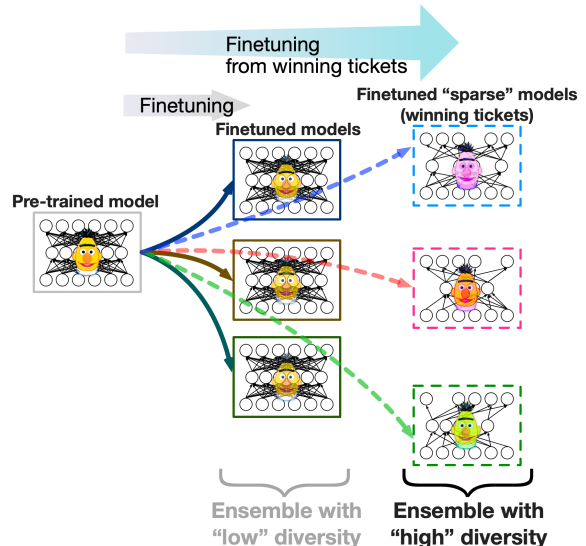 Finetuning
from winning tickets
Finetuning
Finetuned “sparse” models
(winning tickets)
Finetuned models
Pre-trained model
Ensemble with
“low” diversity
Ensemble with
“high” diversity